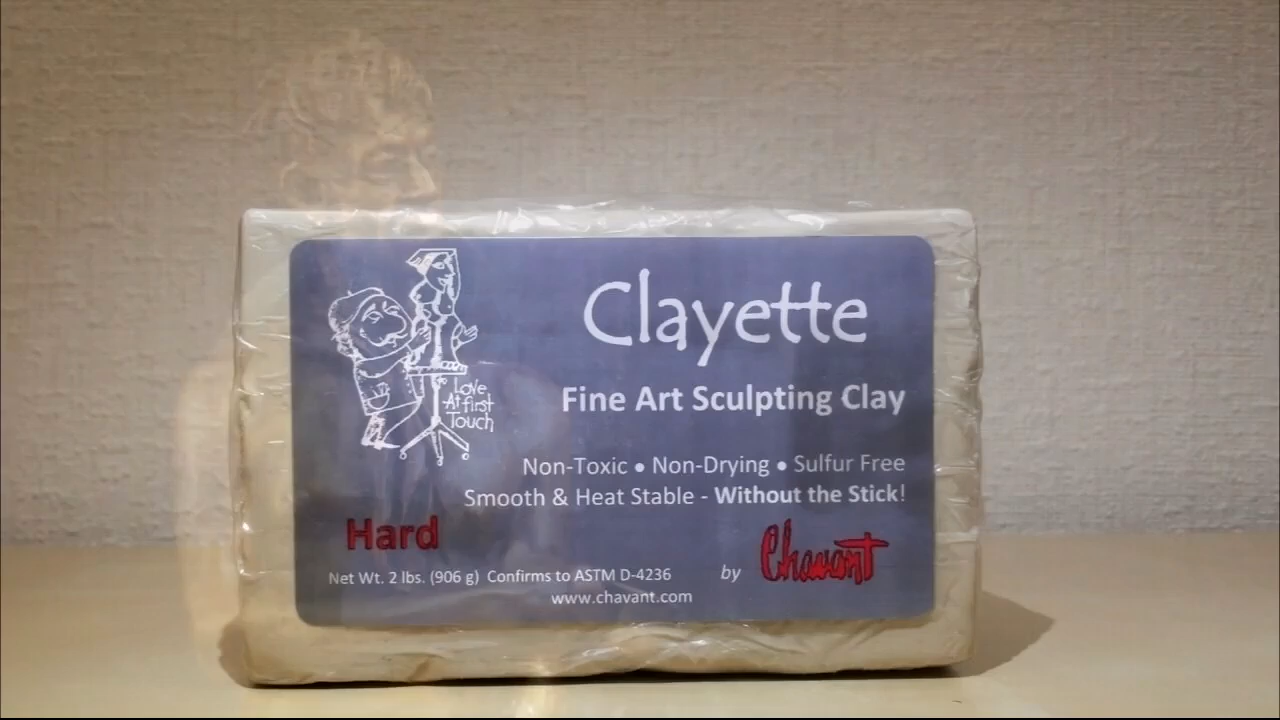 Clayette
Love
At first
Touch
Fine Art Sculpting Clay
Non-Toxic ● Non-Drying ● Sulfur Free
Smooth & Heat Stable - Without the Stick!
Hard
Net Wt. 2 lbs. (906 g) Confirms to ASTM D-4236
by Chavant
www.chavant.com